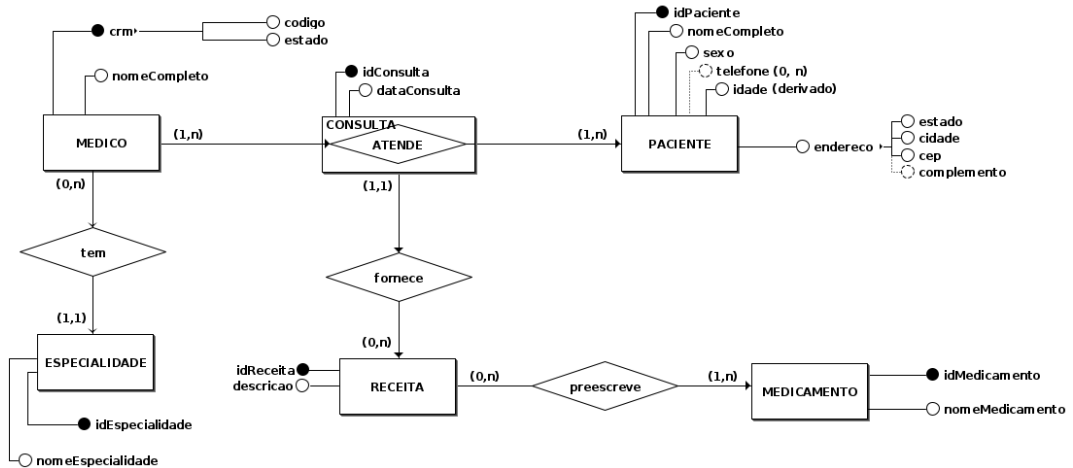 idPaciente
codigo
crm
nomeCompleto
estado
sexo
nomeCompleto
idConsulta
telefone (0, n)
dataConsulta
idade (derivado)
estado
CONSULTA
(1,n)
(1,n)
cidade
MEDICO
ATENDE
PACIENTE
endereco
cep
complemento
(0,n)
(1,1)
tem
fornece
(1,1)
(0,n)
ESPECIALIDADE
idReceita
(0,n)
(1,n)
idMedicamento
descricao
RECEITA
preescreve
MEDICAMENTO
nomeMedicamento
idEspecialidade
nomeEspecialidade